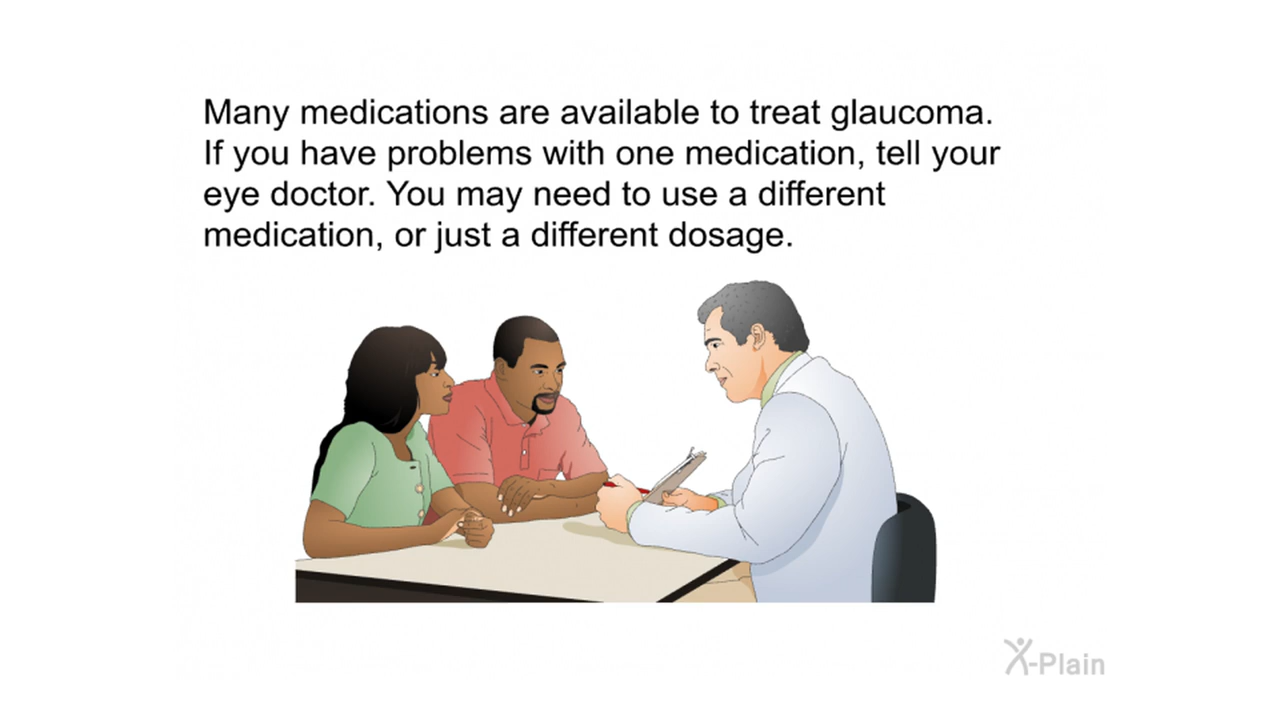 Many medications are available to treat glaucoma.
If you have problems with one medication, tell your
eye doctor. You may need to use a different
medication, or just a different dosage.
X-Plain